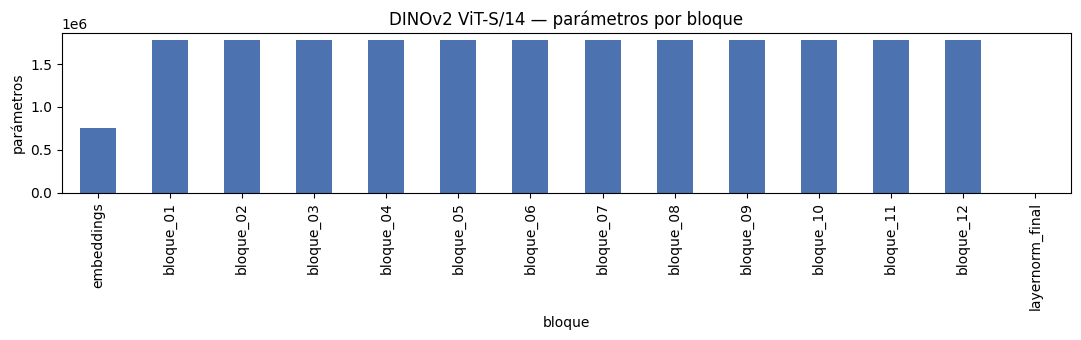 DINOv2 ViT-S/14 — parámetros por bloque
1e6
parámetros
1.5
1.0
0.5
0.0
embeddings
bloque_01
bloque_02
bloque_03
bloque_04
bloque_05
bloque_06
bloque_07
bloque_08
bloque_09
bloque_10
bloque_11
bloque_12
layernorm_final
bloque